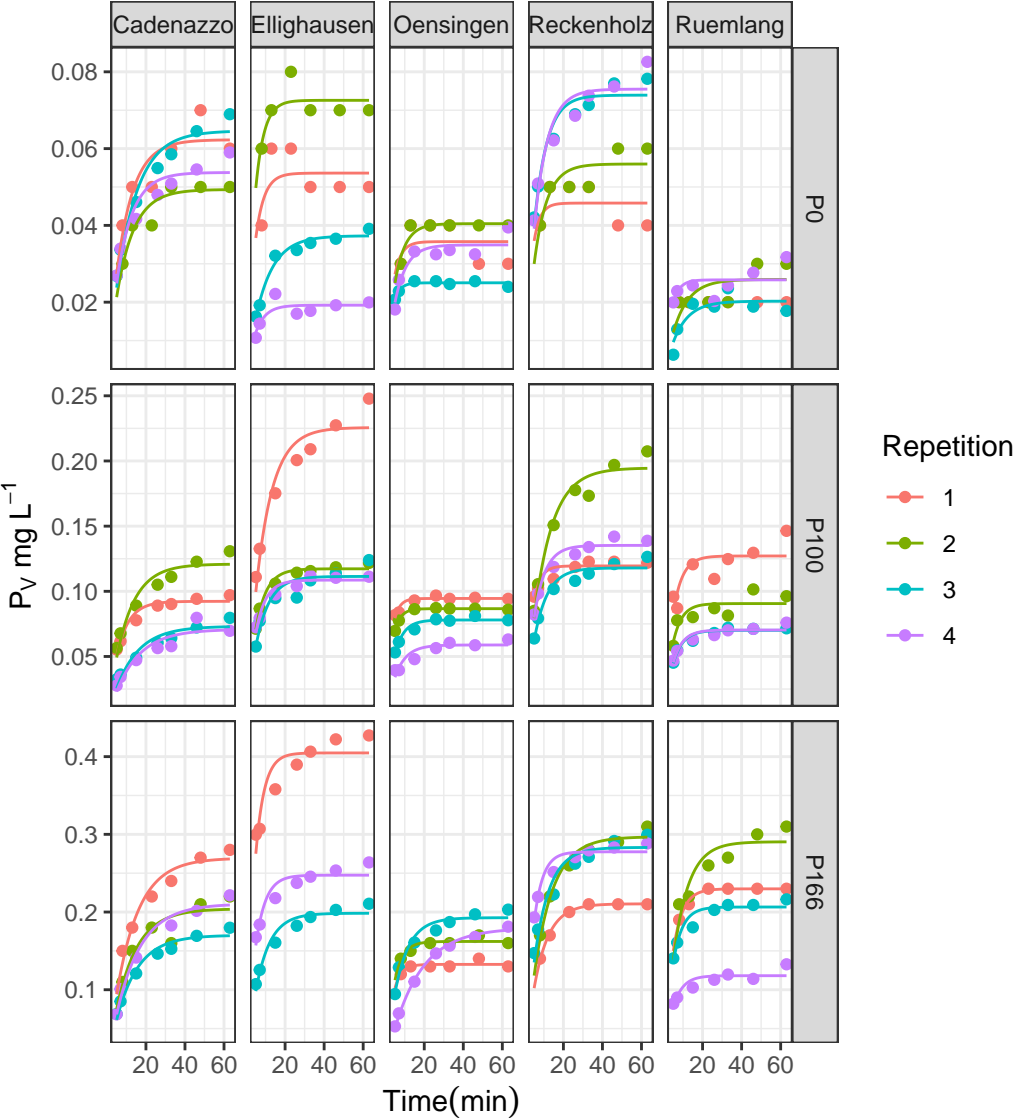 Cadenazzo Ellighausen Oensingen Reckenholz Ruemlang
0.08
0.06
0.04
0.02
P0
0.25
0.20
0.15
0.10
0.05
P100
0.4
0.3
0.2
0.1
P166
20 40 60 20 40 60 20 40 60 20 40 60 20 40 60
Time(min)
PV mg L−1
Repetition
1
2
3
4